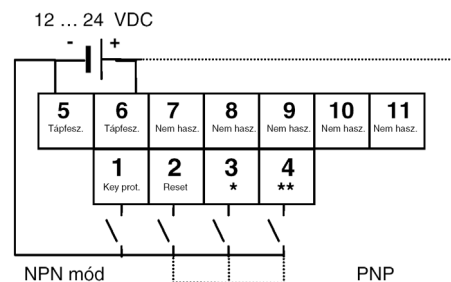 12 ... 24 VDC
- +
5 6 7 8 9 10 11
Tápfesz. Tápfesz. Nem hasz. Nem hasz. Nem hasz. Nem hasz. Nem hasz.
1 2 3 4
Key prot. Reset * **
NPN mód PNP